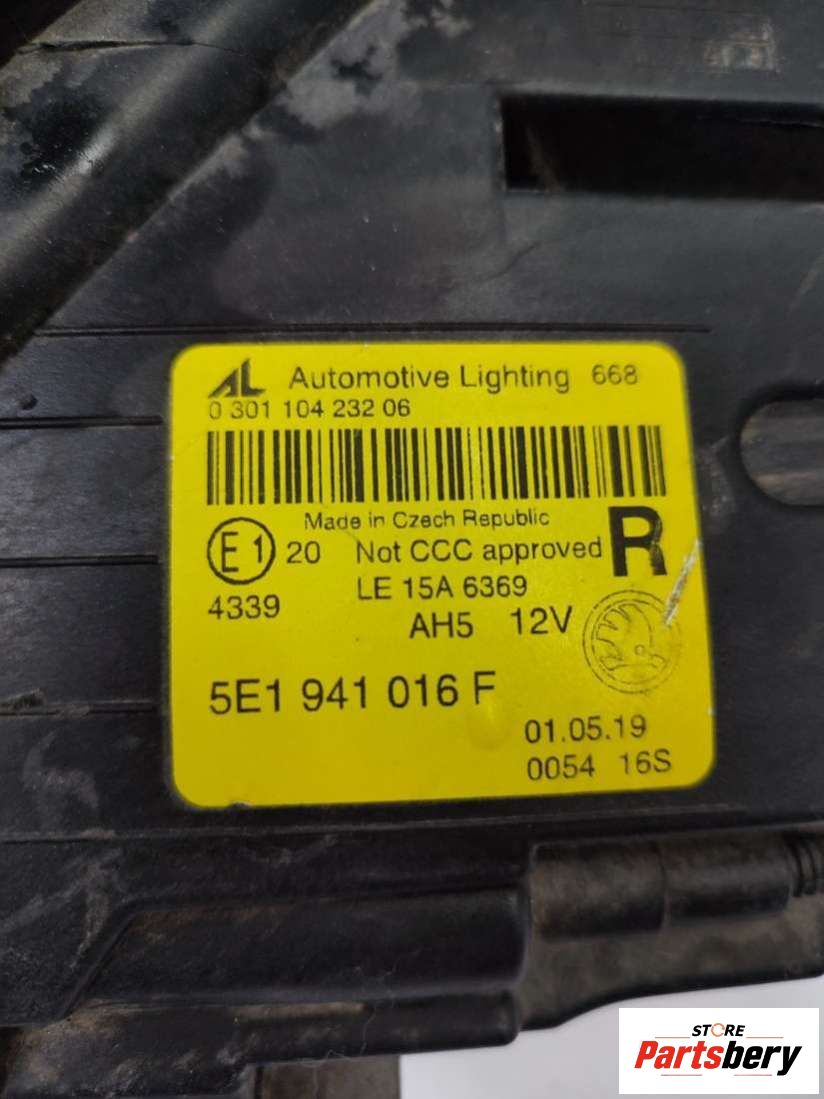 AL Automotive Lighting 668
0 301 104 232 06
Made in Czech Republic
E1 20 Not CCC approved R
4339 LE 15A 6369
AH5 12V
5E1 941 016 F
01.05.19
0054 16S
STORE
Partsbery